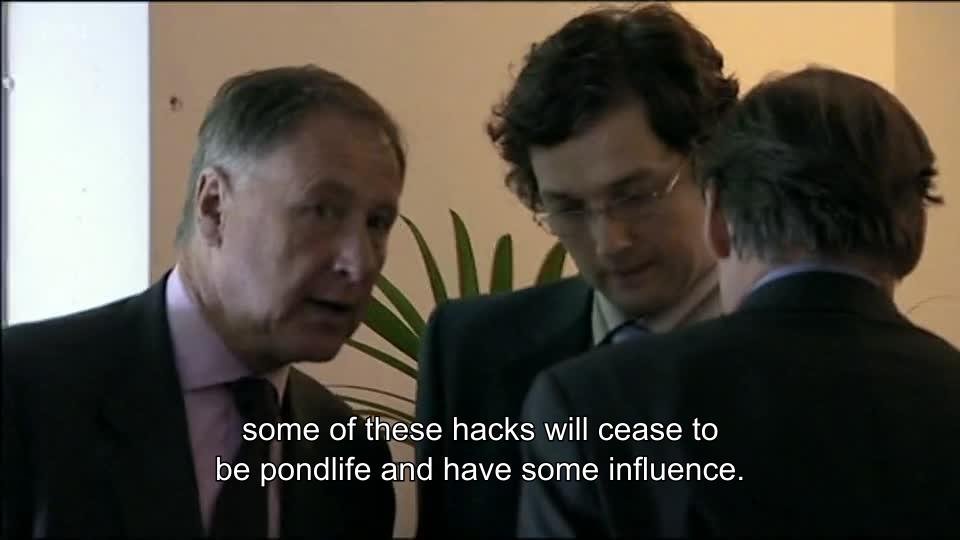 some of these hacks will cease to
be pondlife and have some influence.